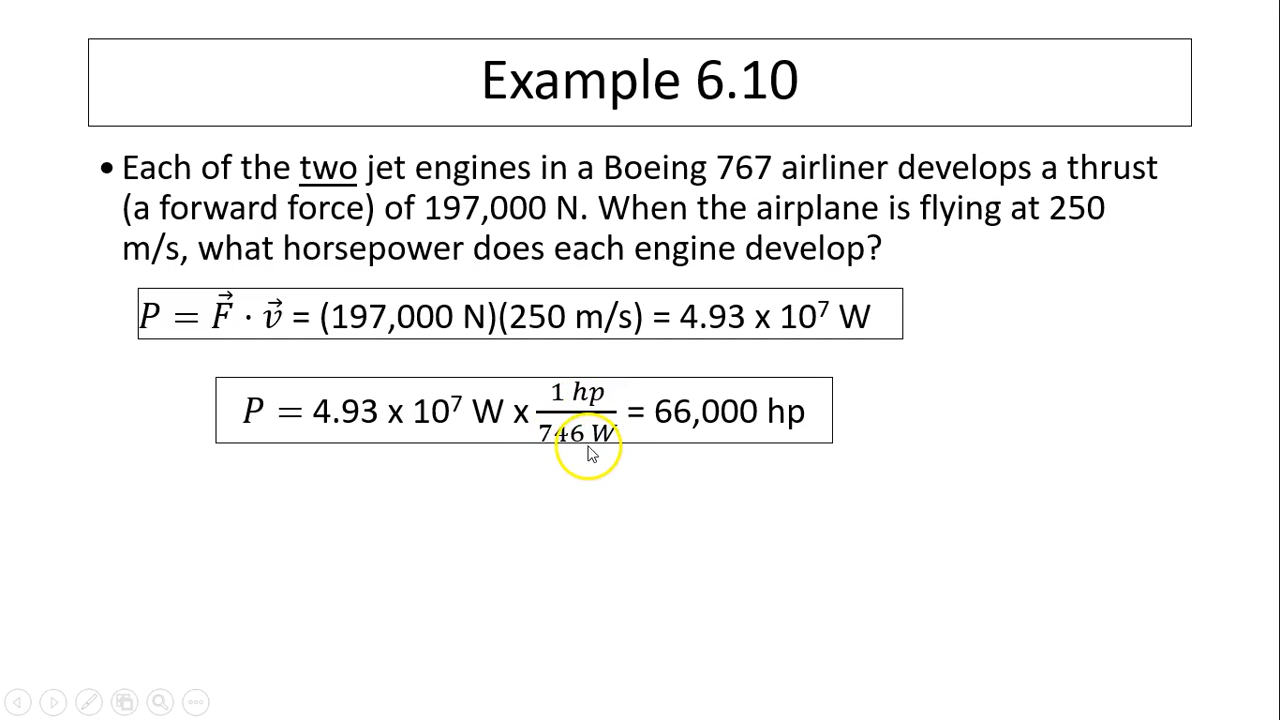 Example 6.10
• Each of the two jet engines in a Boeing 767 airliner develops a thrust
(a forward force) of 197,000 N. When the airplane is flying at 250
m/s, what horsepower does each engine develop?
P = F⃗ · v⃗ = (197,000 N)(250 m/s) = 4.93 x 10⁷ W
P = 4.93 x 10⁷ W x 1 hp / 746 W = 66,000 hp